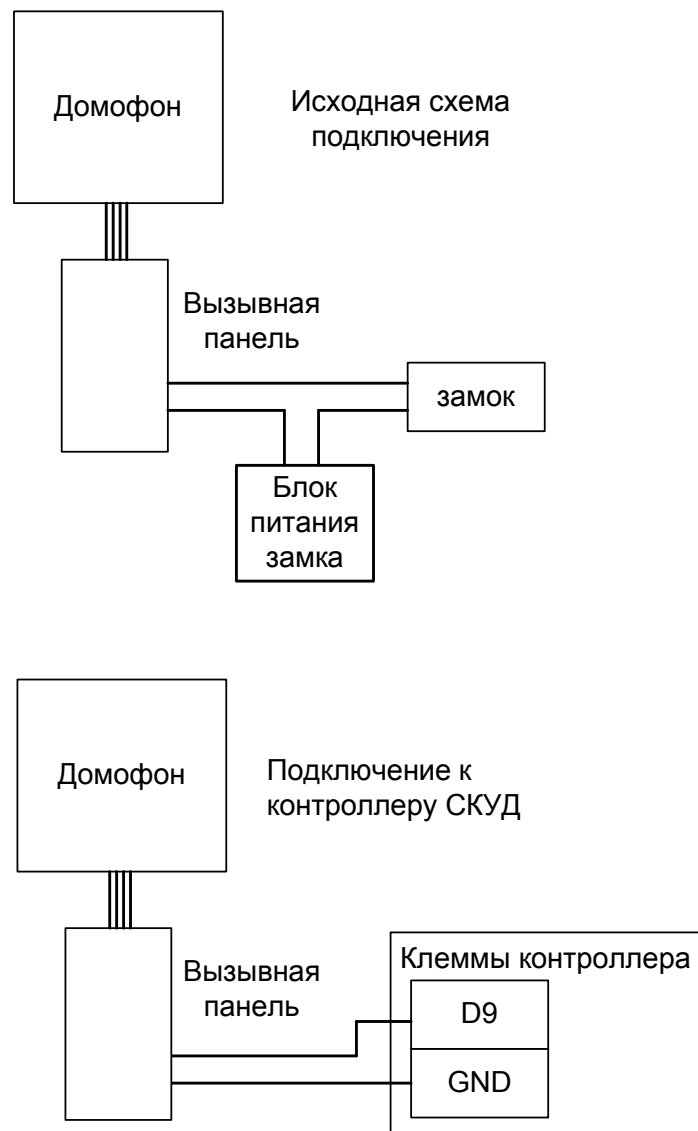 Домофон
Исходная схема
подключения
Вызывная
панель
замок
Блок
питания
замка
Домофон
Подключение к
контроллеру СКУД
Вызывная
панель
Клеммы контроллера
D9
GND